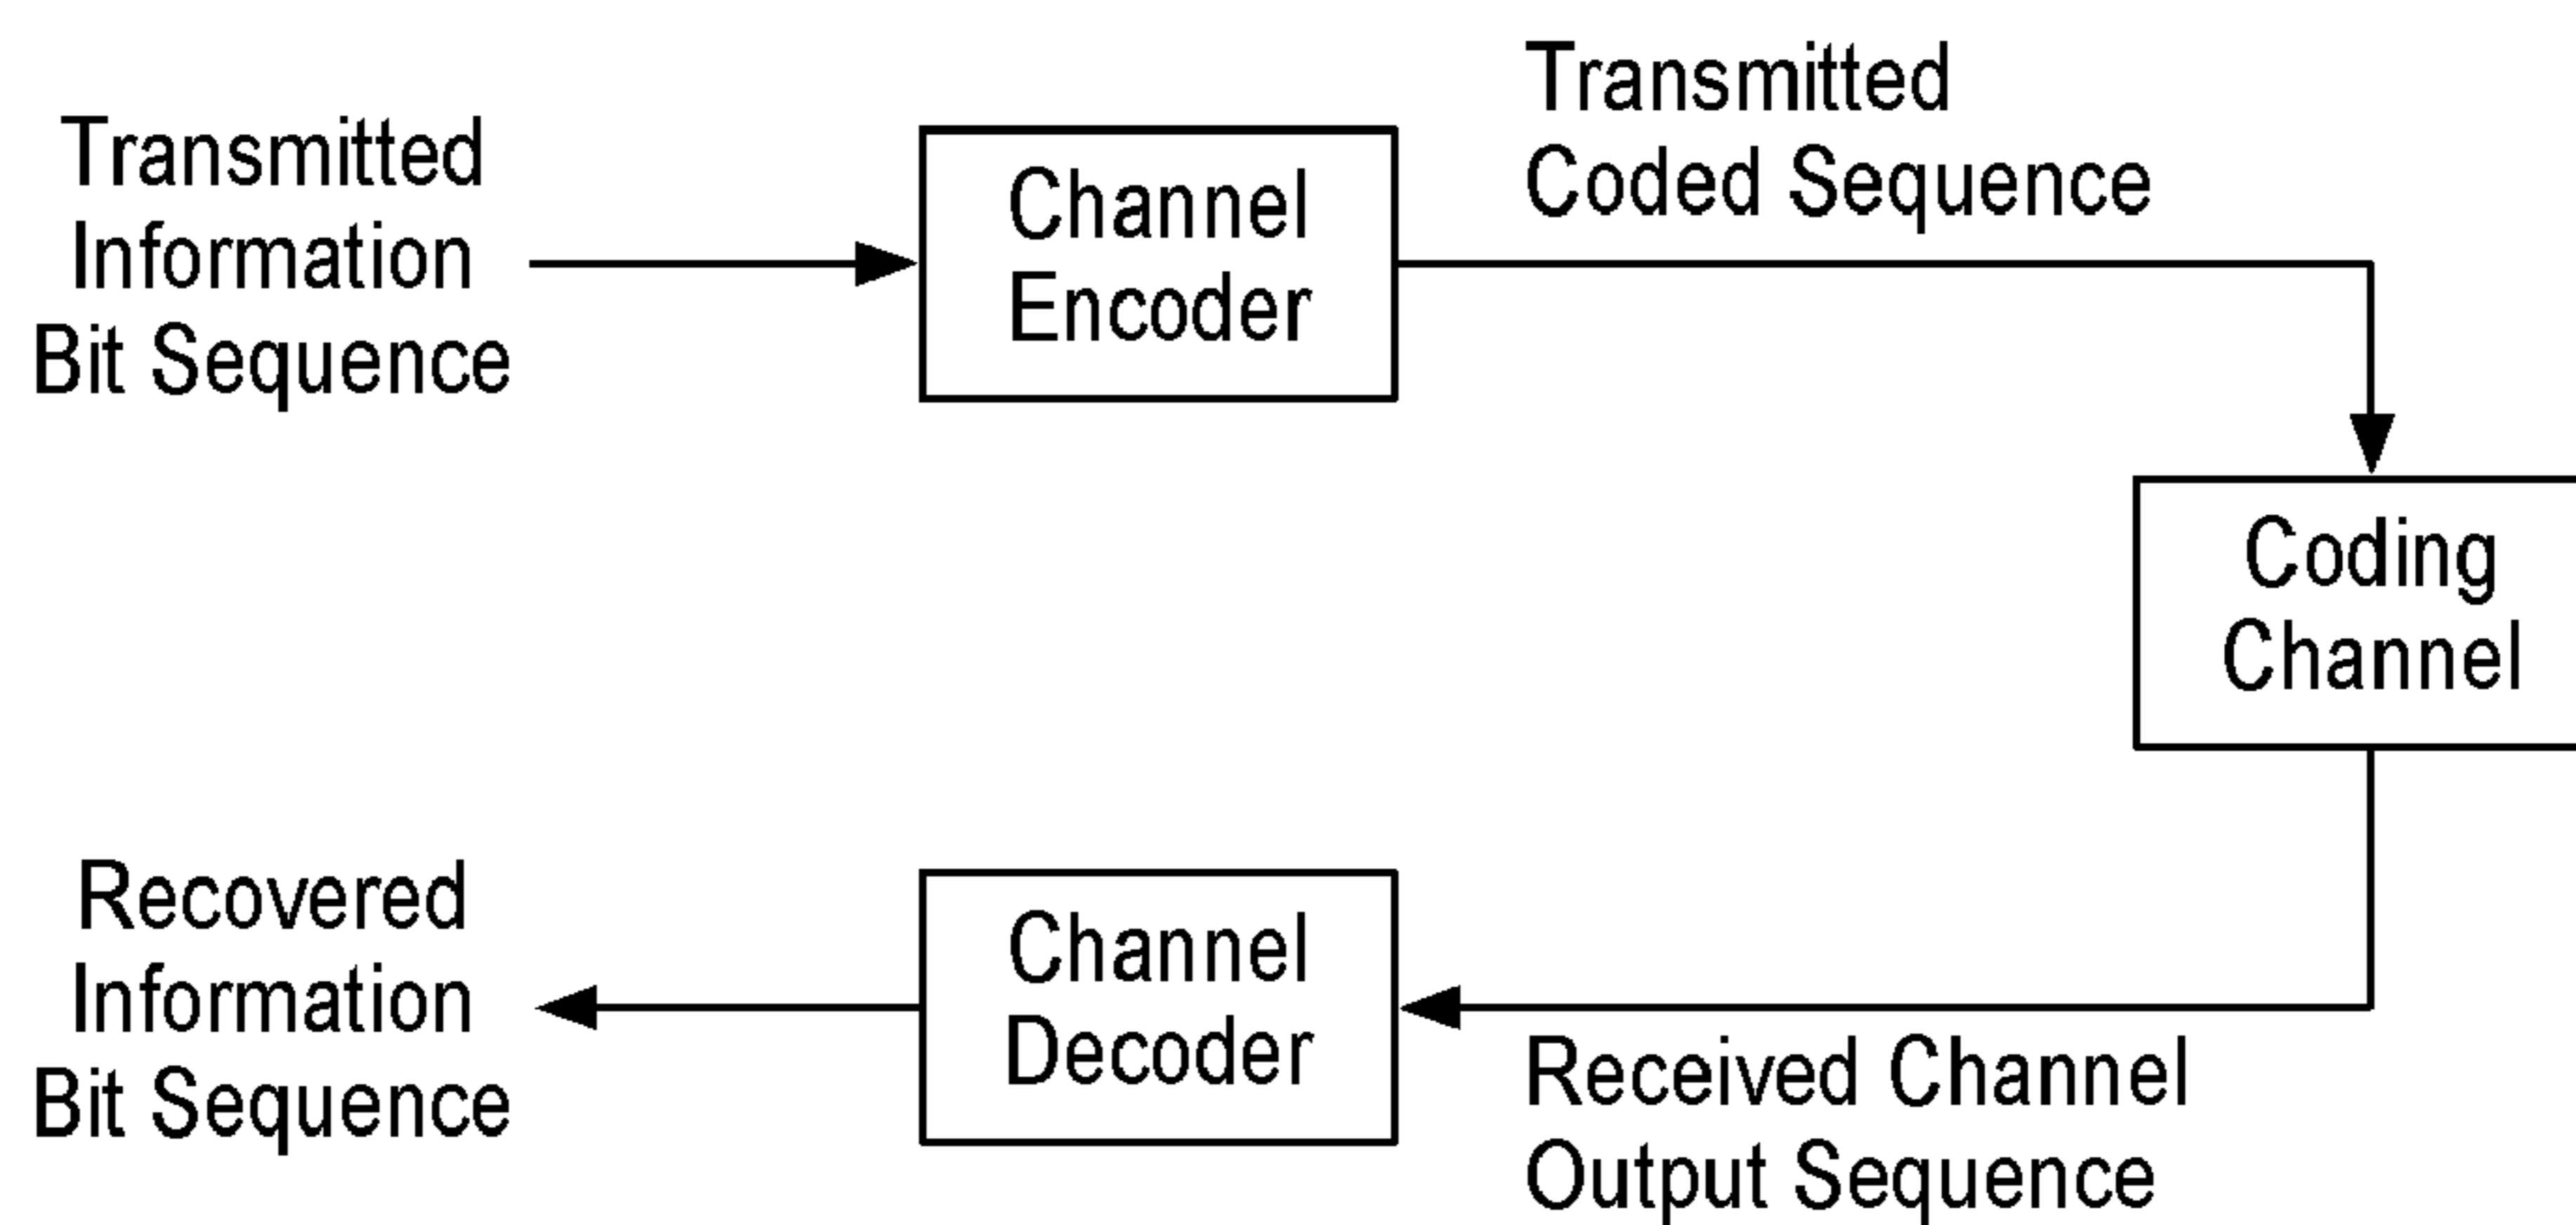 Transmitted
Information
Bit Sequence
Channel
Encoder
Transmitted
Coded Sequence
Coding
Channel
Received Channel
Output Sequence
Channel
Decoder
Recovered
Information
Bit Sequence